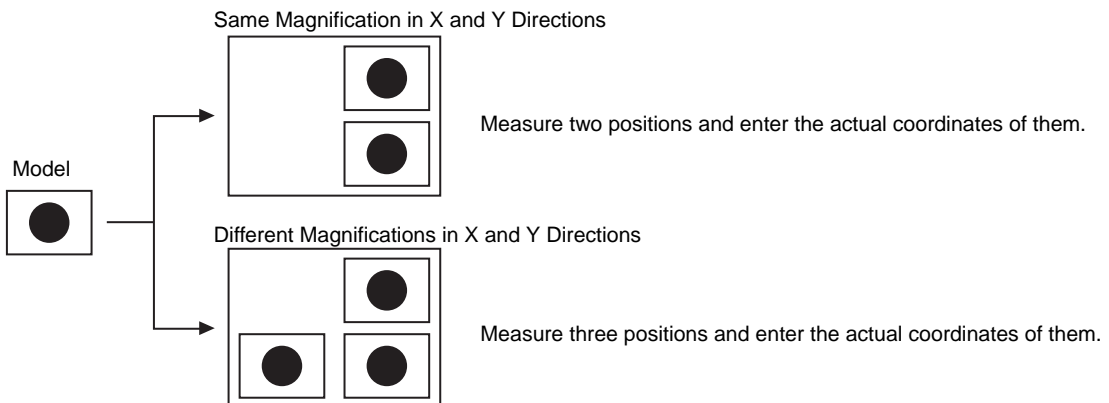 Same Magnification in X and Y Directions
Measure two positions and enter the actual coordinates of them.
Model
Different Magnifications in X and Y Directions
Measure three positions and enter the actual coordinates of them.